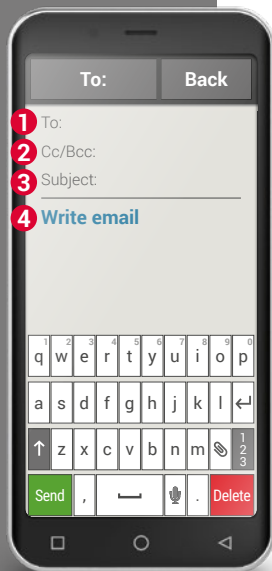 To: Back
1 To:
2 Cc/Bcc:
3 Subject:
4 Write email
1 2 3 4 5 6 7 8 9 0
q w e r t y u i o p
a s d f g h j k l
z x c v b n m 1 2 3
Send , . Delete